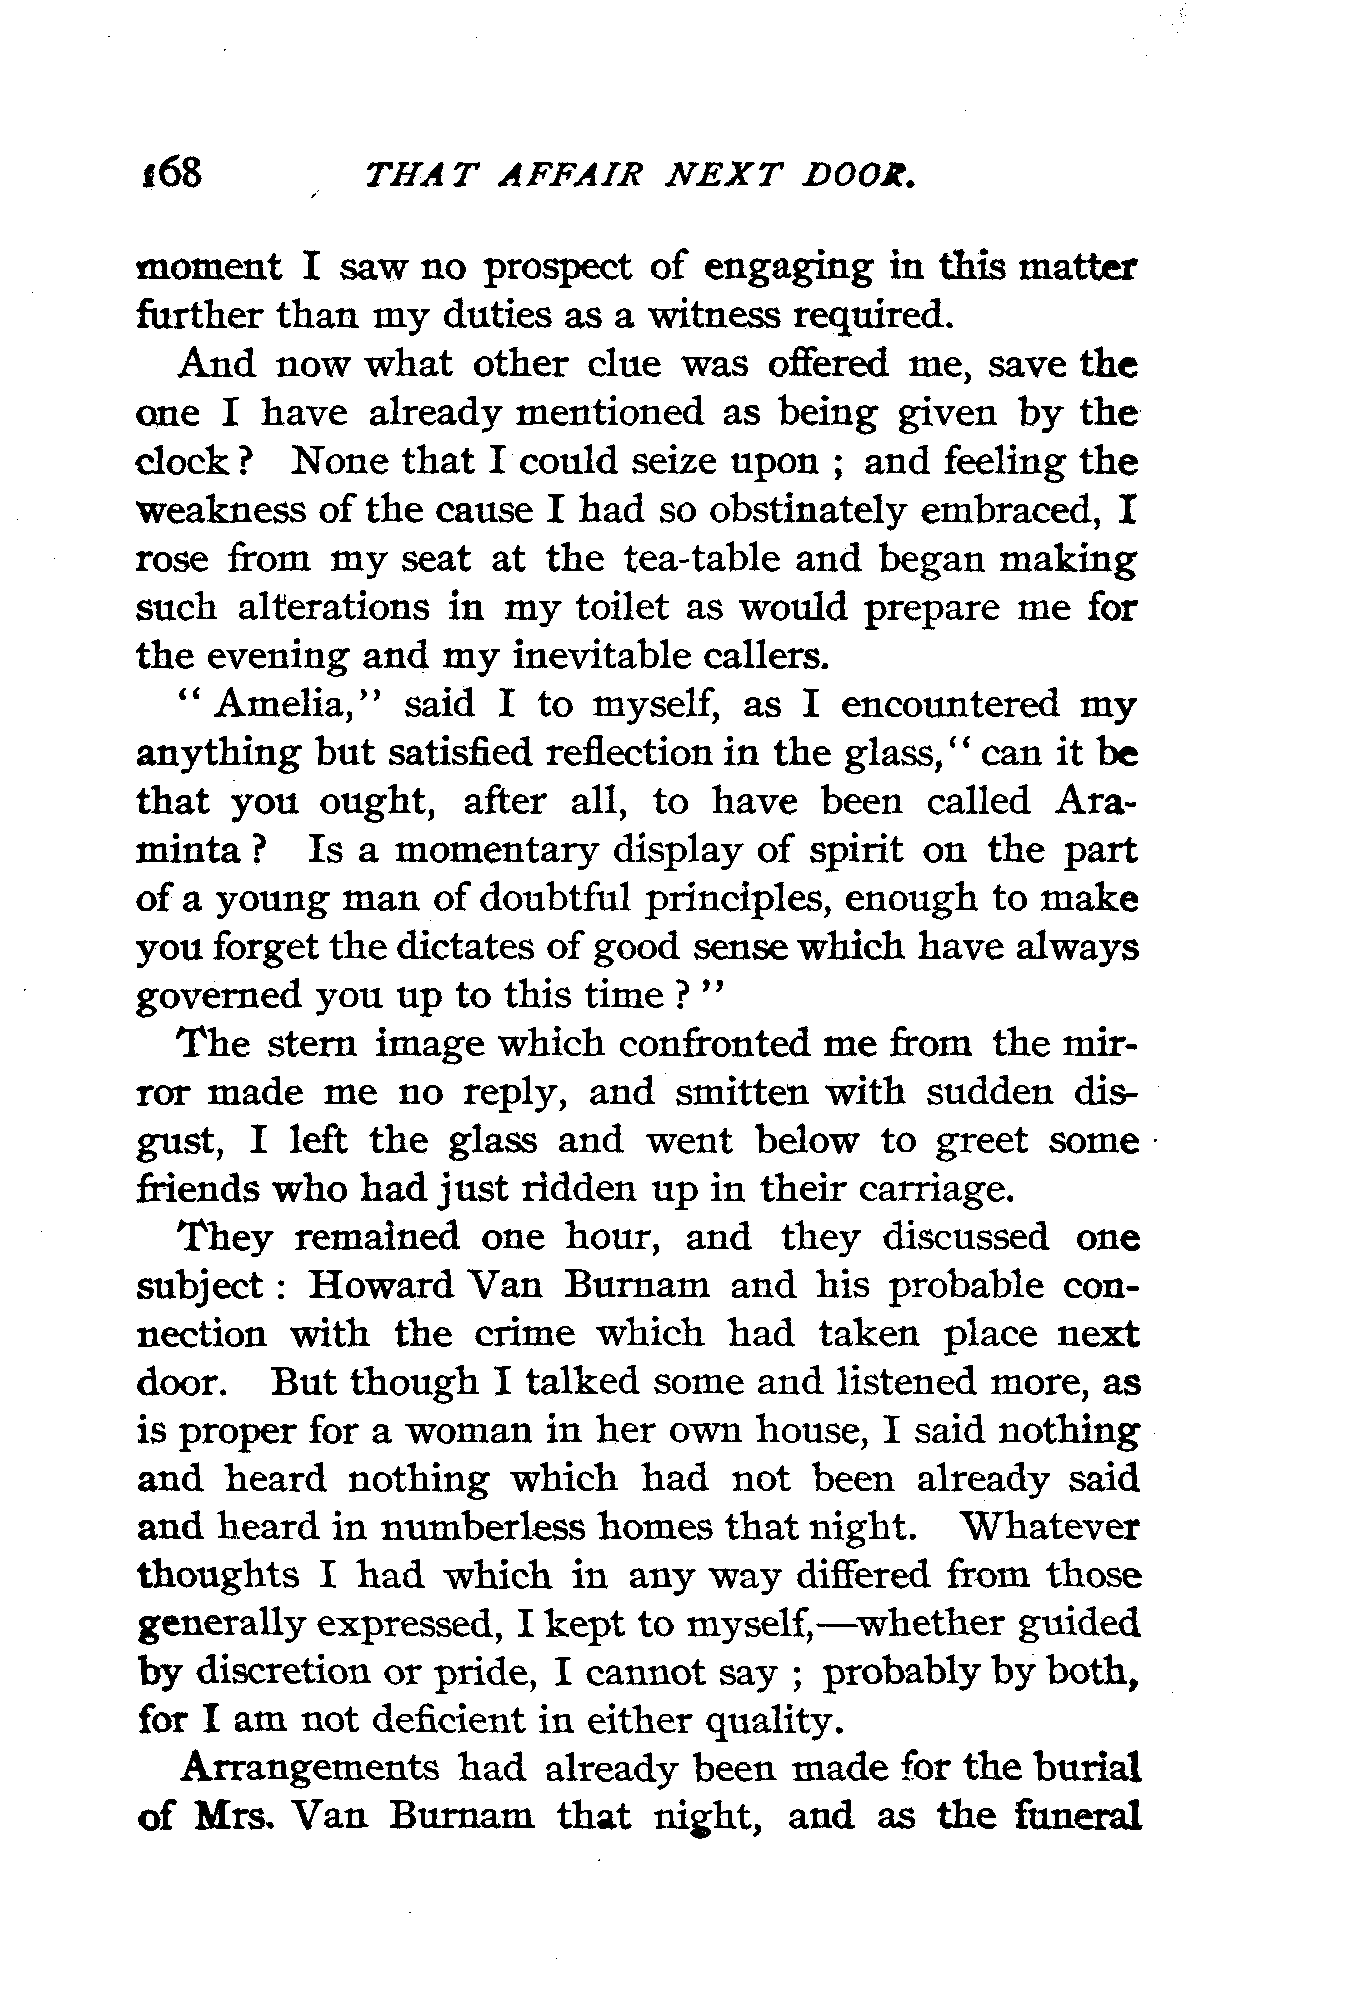 168 THAT AFFAIR NEXT DOOR.
moment I saw no prospect of engaging in this matter
further than my duties as a witness required.
And now what other clue was offered me, save the
one I have already mentioned as being given by the
clock? None that I could seize upon ; and feeling the
weakness of the cause I had so obstinately embraced, I
rose from my seat at the tea-table and began making
such alterations in my toilet as would prepare me for
the evening and my inevitable callers.
“ Amelia,” said I to myself, as I encountered my
anything but satisfied reflection in the glass,“ can it be
that you ought, after all, to have been called Ara-
minta ? Is a momentary display of spirit on the part
of a young man of doubtful principles, enough to make
you forget the dictates of good sense which have always
governed you up to this time ? ”
The stern image which confronted me from the mir-
ror made me no reply, and smitten with sudden dis-
gust, I left the glass and went below to greet some
friends who had just ridden up in their carriage.
They remained one hour, and they discussed one
subject : Howard Van Burnam and his probable con-
nection with the crime which had taken place next
door. But though I talked some and listened more, as
is proper for a woman in her own house, I said nothing
and heard nothing which had not been already said
and heard in numberless homes that night. Whatever
thoughts I had which in any way differed from those
generally expressed, I kept to myself,—whether guided
by discretion or pride, I cannot say ; probably by both,
for I am not deficient in either quality.
Arrangements had already been made for the burial
of Mrs. Van Burnam that night, and as the funeral